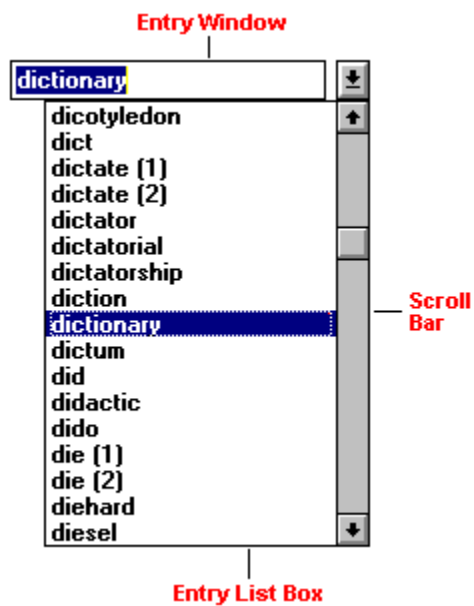 Entry Window
dictionary
dicotyledon
dict
dictate (1)
dictate (2)
dictator
dictatorial
dictatorship
diction
dictionary
dictum
did
didactic
dido
die (1)
die (2)
diehard
diesel
Scroll
Bar
Entry List Box